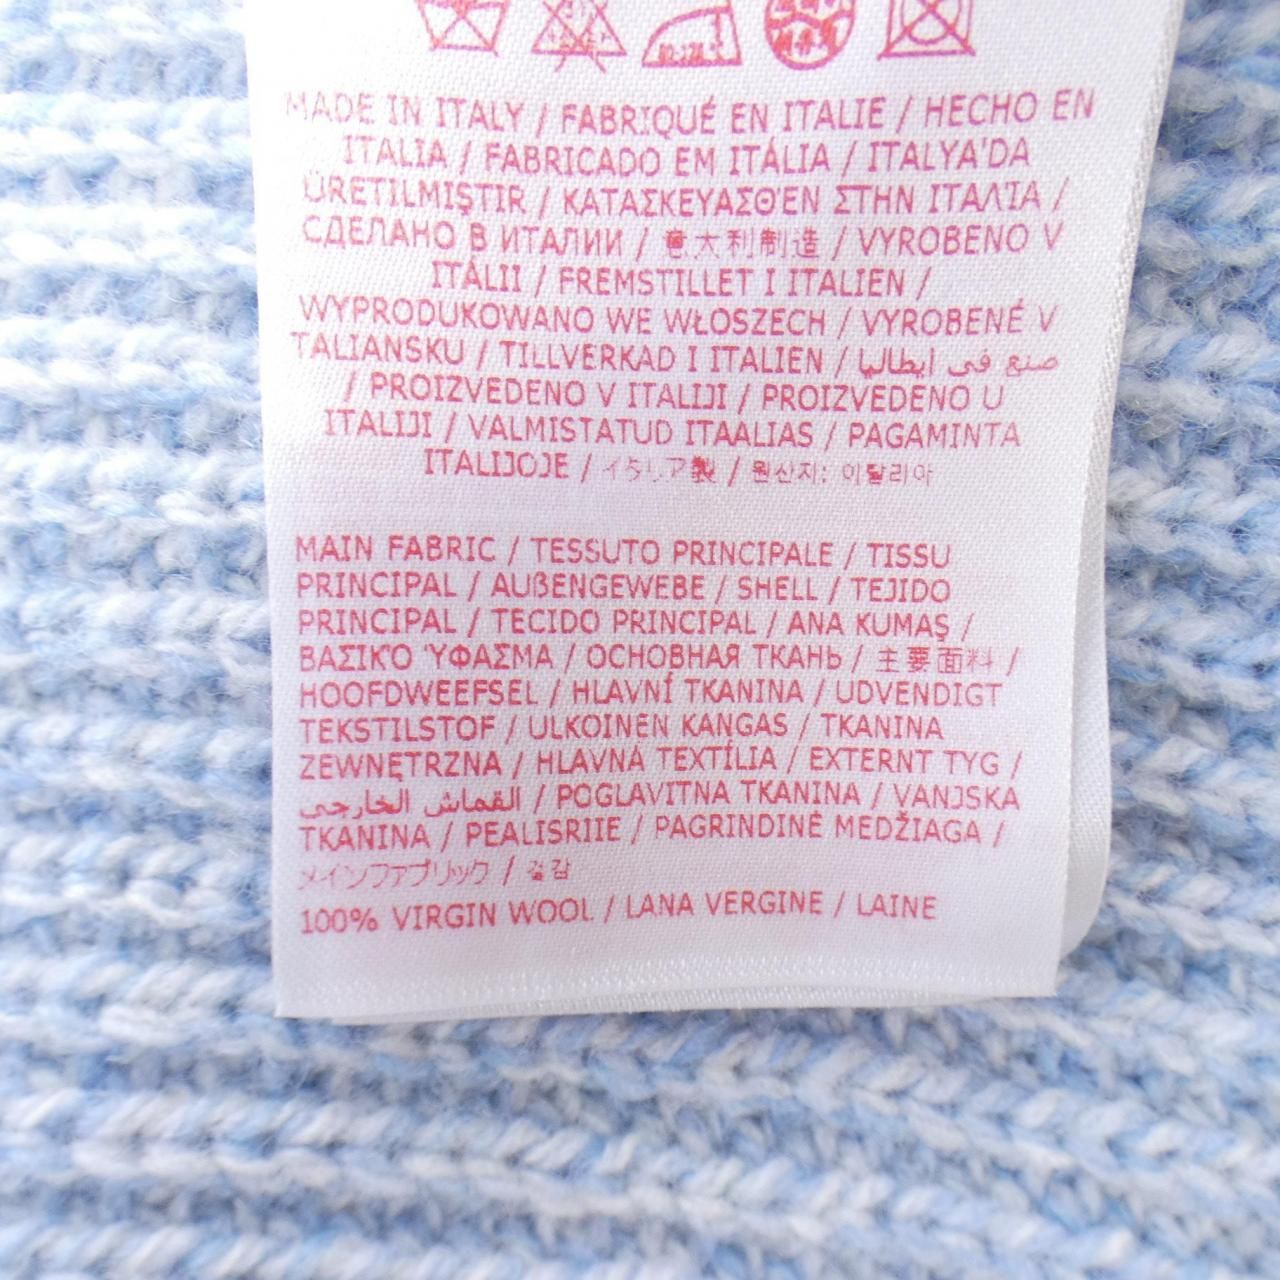 MADE IN ITALY / FABRIQUÉ EN ITALIE / HECHO EN
ITALIA / FABRICADO EM ITÁLIA / ITALYA'DA
ÜRETILMIŞTIR / ΚΑΤΑΣΚΕΥΑΣΘΈΝ ΣΤΗΝ ΙΤΑΛΊΑ /
СДЕЛАНО В ИТАЛИИ / 意大利制造 / VYROBENO V
ITÁLII / FREMSTILLET I ITALIEN /
WYPRODUKOWANO WE WŁOSZECH / VYROBENÉ V
TALIANSKU / TILLVERKAD I ITALIEN / صنع في ايطاليا
/ PROIZVEDENO V ITALIJI / PROIZVEDENO U
ITALIJI / VALMISTATUD ITAALIAS / PAGAMINTA
ITALIJOJE / イタリア製 / 원산지: 이탈리아
MAIN FABRIC / TESSUTO PRINCIPALE / TISSU
PRINCIPAL / AUßENGEWEBE / SHELL / TEJIDO
PRINCIPAL / TECIDO PRINCIPAL / ANA KUMAŞ /
ΒΑΣΙΚΌ ΎΦΑΣΜΑ / ОСНОВНАЯ ТКАНЬ / 主要面料 /
HOOFDWEEFSEL / HLAVNÍ TKANINA / UDVENDIGT
TEKSTILSTOF / ULKOINEN KANGAS / TKANINA
ZEWNĘTRZNA / HLAVNÁ TEXTÍLIA / EXTERNT TYG /
القماش الخارجي / POGLAVITNA TKANINA / VANJSKA
TKANINA / PEALISRIIE / PAGRINDINĖ MEDŽIAGA /
メインファブリック / 겉감
100% VIRGIN WOOL / LANA VERGINE / LAINE